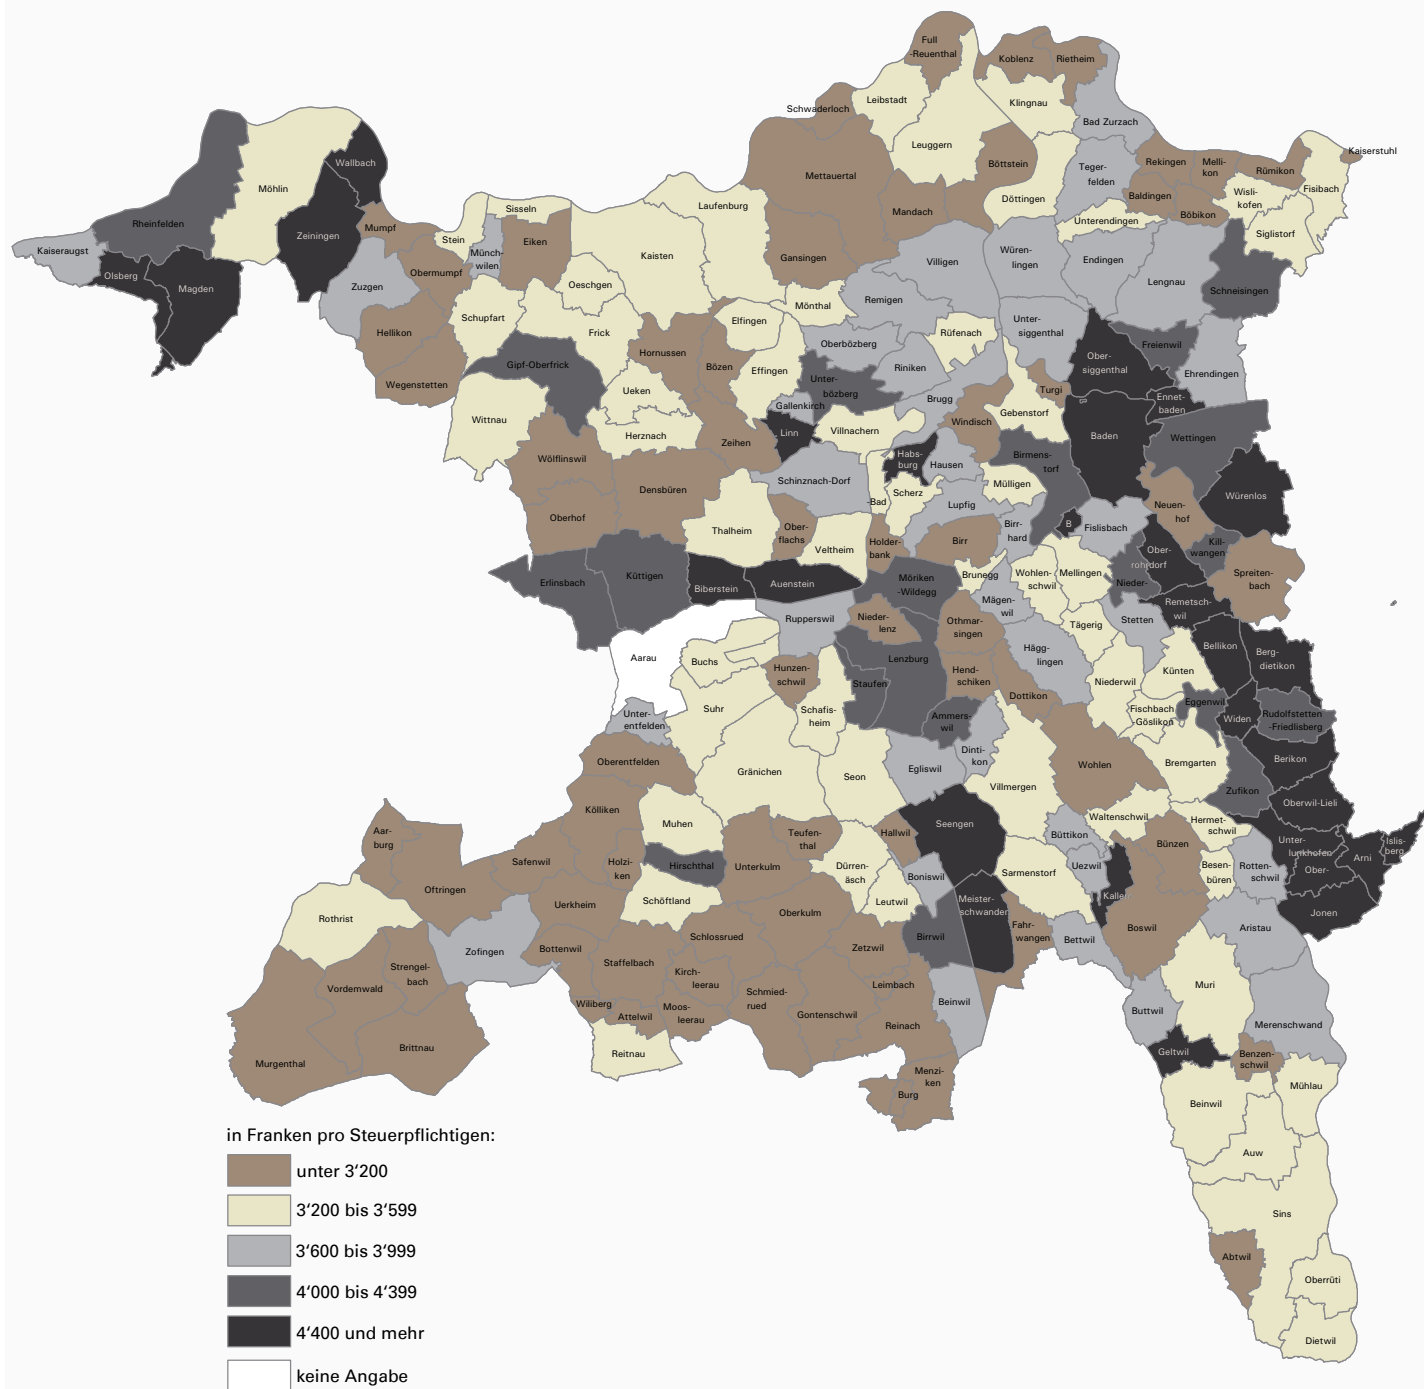 Full
-Reuenthal
Koblenz
Rietheim
Schwaderloch
Leibstadt
Klingnau
Bad Zurzach
Leuggern
Wallbach
Möhlin
Mettauertal
Böttstein
Teger-
felden
Rekingen
Melli-
kon
Rümikon
Kaiserstuhl
Baldingen
Wisli-
kofen
Fisibach
Rheinfelden
Zeiningen
Mumpf
Sisseln
Stein
Laufenburg
Mandach
Döttingen
Unterendingen
Böbikon
Siglistorf
Kaiseraugst
Olsberg
Magden
Zuzgen
Obermumpf
Münch-
wilen
Eiken
Kaisten
Gansingen
Villigen
Würen-
lingen
Endingen
Lengnau
Schneisingen
Oeschgen
Mönthal
Remigen
Schupfart
Frick
Elfingen
Hellikon
Oberbözberg
Rüfenach
Unter-
siggenthal
Freienwil
Gipf-Oberfrick
Hornussen
Bözen
Effingen
Unter-
bözberg
Riniken
Ober-
siggenthal
Ehrendingen
Wegenstetten
Ueken
Gallenkirch
Brugg
Turgi
Ennet-
baden
Wittnau
Herznach
Zeihen
Linn
Villnachern
Windisch
Gebenstorf
Baden
Wettingen
Wölflinswil
Densbüren
Habs-
burg
Hausen
Birmens-
torf
Schinznach-Dorf
-Bad
Scherz
Mülligen
Würenlos
Oberhof
Thalheim
Ober-
flachs
Veltheim
Holder-
bank
Lupfig
Birr
Birr-
hard
B
Fislisbach
Neuen-
hof
Kill-
wangen
Erlinsbach
Küttigen
Biberstein
Auenstein
Möriken
-Wildegg
Brunegg
Wohlen-
schwil
Mellingen
Ober-
rohrdorf
Nieder-
Spreiten-
bach
Mägen-
wil
Remetsch-
wil
Rupperswil
Nieder-
lenz
Othmar-
singen
Tägerig
Stetten
Aarau
Buchs
Hunzen-
schwil
Lenzburg
Staufen
Hend-
schiken
Hägg-
lingen
Dottikon
Niederwil
Künten
Bellikon
Berg-
dietikon
Unter-
entfelden
Suhr
Schafis-
heim
Ammers-
wil
Fischbach
-Göslikon
Eggenwil
Widen
Rudolfstetten
-Friedlisberg
Oberentfelden
Gränichen
Seon
Egliswil
Dinti-
kon
Villmergen
Wohlen
Bremgarten
Berikon
Zufikon
Kölliken
Muhen
Teufen-
thal
Hallwil
Seengen
Waltenschwil
Hermet-
schwil
Oberwil-Lieli
Aar-
burg
Safenwil
Holzi-
ken
Hirschthal
Unterkulm
Dürren-
äsch
Boniswil
Sarmenstorf
Büttikon
Uezwil
Bünzen
Besen-
büren
Rotten-
schwil
Unter-
lunkhofen
Ober-
Arni
Islis-
berg
Oftringen
Rothrist
Uerkheim
Schöftland
Leutwil
Meister-
schwanden
Kallern
Jonen
Oberkulm
Zofingen
Bottenwil
Staffelbach
Schlossrued
Zetzwil
Birrwil
Fahr-
wangen
Bettwil
Boswil
Aristau
Strengel-
bach
Vordemwald
Kirch-
leerau
Schmied-
rued
Leimbach
Muri
Wiliberg
Attelwil
Moos-
leerau
Gontenschwil
Beinwil
Buttwil
Merenschwand
Reinach
Murgenthal
Brittnau
Reitnau
Geltwil
Benzen-
schwil
Menzi-
ken
Burg
Mühlau
Beinwil
Auw
Sins
Abtwil
Oberrüti
Dietwil
in Franken pro Steuerpflichtigen:
unter 3‘200
3‘200 bis 3‘599
3‘600 bis 3‘999
4‘000 bis 4‘399
4‘400 und mehr
keine Angabe